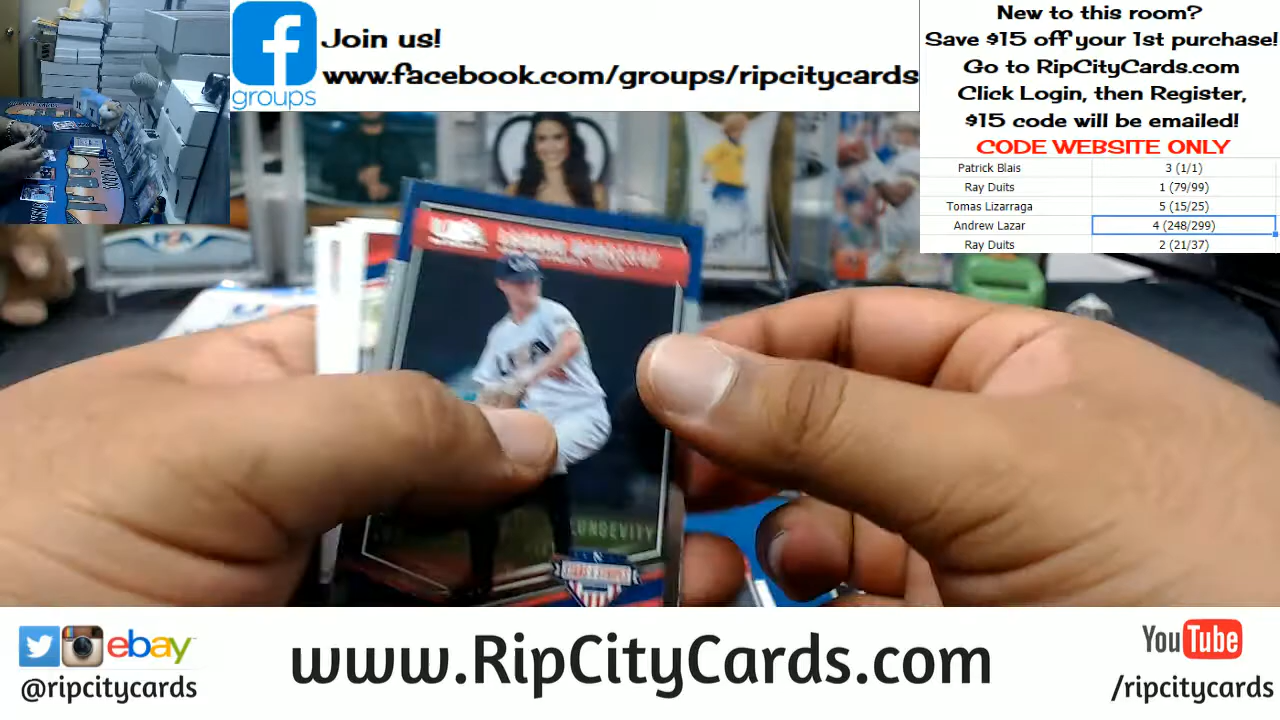 Join us!
www.facebook.com/groups/ripcitycards
groups
New to this room?
Save $15 off your 1st purchase!
Go to RipCityCards.com
Click Login, then Register,
$15 code will be emailed!
CODE WEBSITE ONLY
Patrick Blais 3 (1/1)
Ray Duits 1 (79/99)
Tomas Lizarraga 5 (15/25)
Andrew Lazar 4 (248/299)
Ray Duits 2 (21/37)
USA
LONGEVITY
STARS & STRIPES
ebay
@ripcitycards
www.RipCityCards.com
YouTube
/ripcitycards